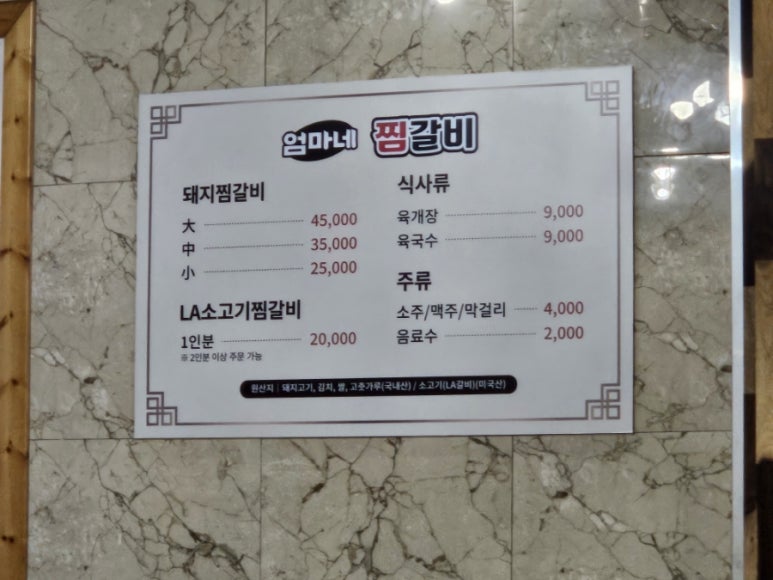 엄마네 찜갈비
돼지찜갈비
大 45,000
中 35,000
小 25,000
LA소고기찜갈비
1인분 20,000
※ 2인분 이상 주문 가능
식사류
육개장 9,000
육국수 9,000
주류
소주/맥주/막걸리 4,000
음료수 2,000
원산지 | 돼지고기, 김치, 쌀, 고춧가루(국내산) / 소고기(LA갈비)(미국산)